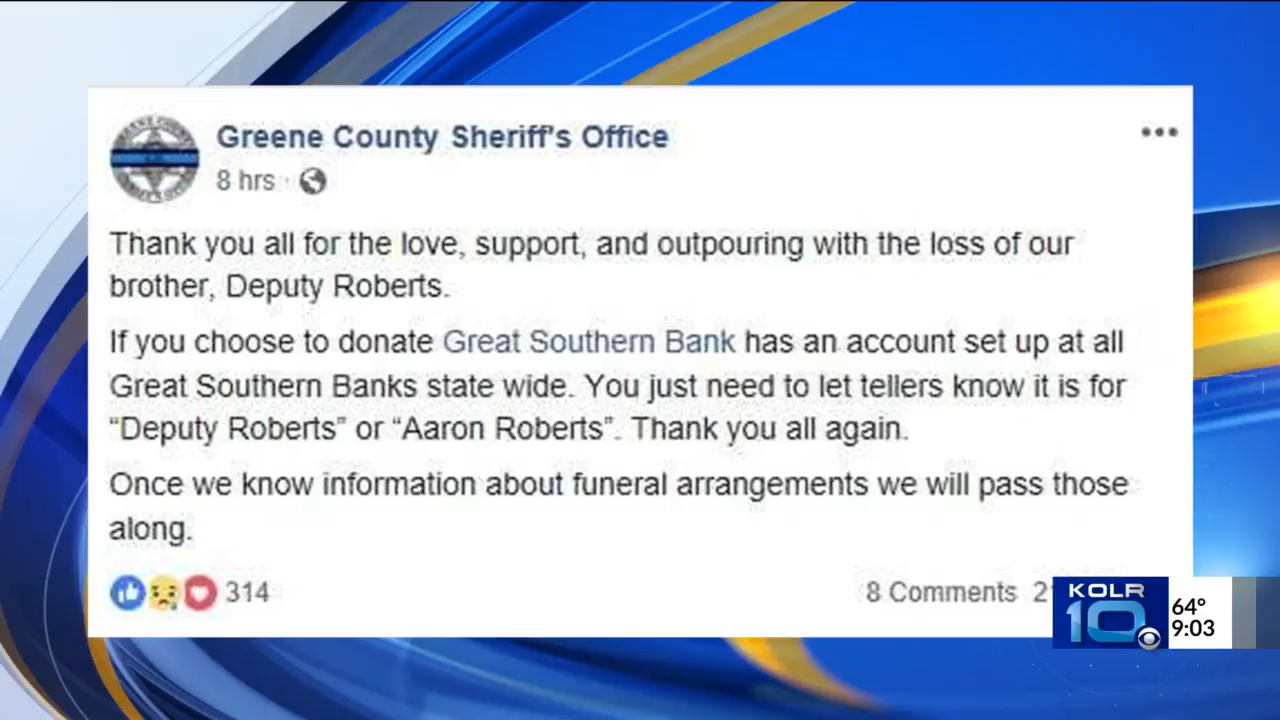 Greene County Sheriff's Office
8 hrs ·
Thank you all for the love, support, and outpouring with the loss of our
brother, Deputy Roberts.
If you choose to donate Great Southern Bank has an account set up at all
Great Southern Banks state wide. You just need to let tellers know it is for
“Deputy Roberts” or “Aaron Roberts”. Thank you all again.
Once we know information about funeral arrangements we will pass those
along.
314
8 Comments
KOLR
10
64°
9:03